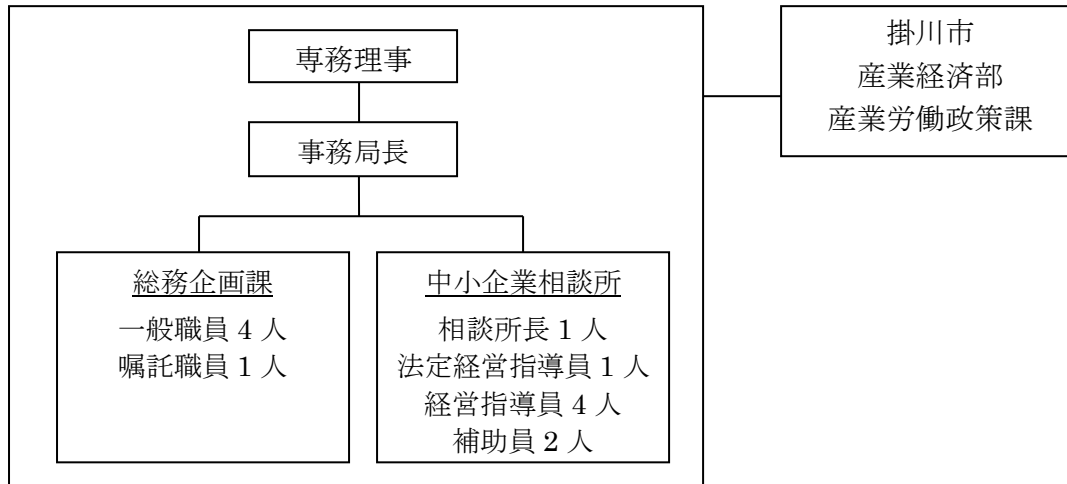 専務理事
事務局長
総務企画課
一般職員 4 人
嘱託職員 1 人
中小企業相談所
相談所長 1 人
法定経営指導員 1 人
経営指導員 4 人
補助員 2 人
掛川市
産業経済部
産業労働政策課